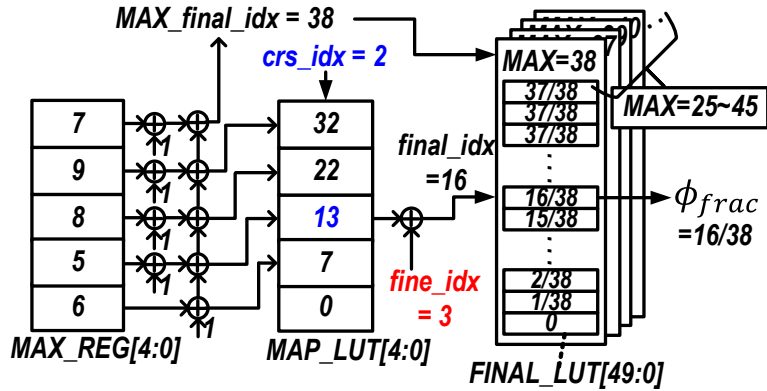 MAX_final_idx = 38
crs_idx = 2
7
9
8
5
6
1
1
1
1
1
MAX_REG[4:0]
32
22
13
7
0
MAP_LUT[4:0]
fine_idx
= 3
final_idx
=16
MAX=38
37/38
37/38
37/38
16/38
15/38
2/38
1/38
0
FINAL_LUT[49:0]
MAX=25~45
ϕfrac
=16/38